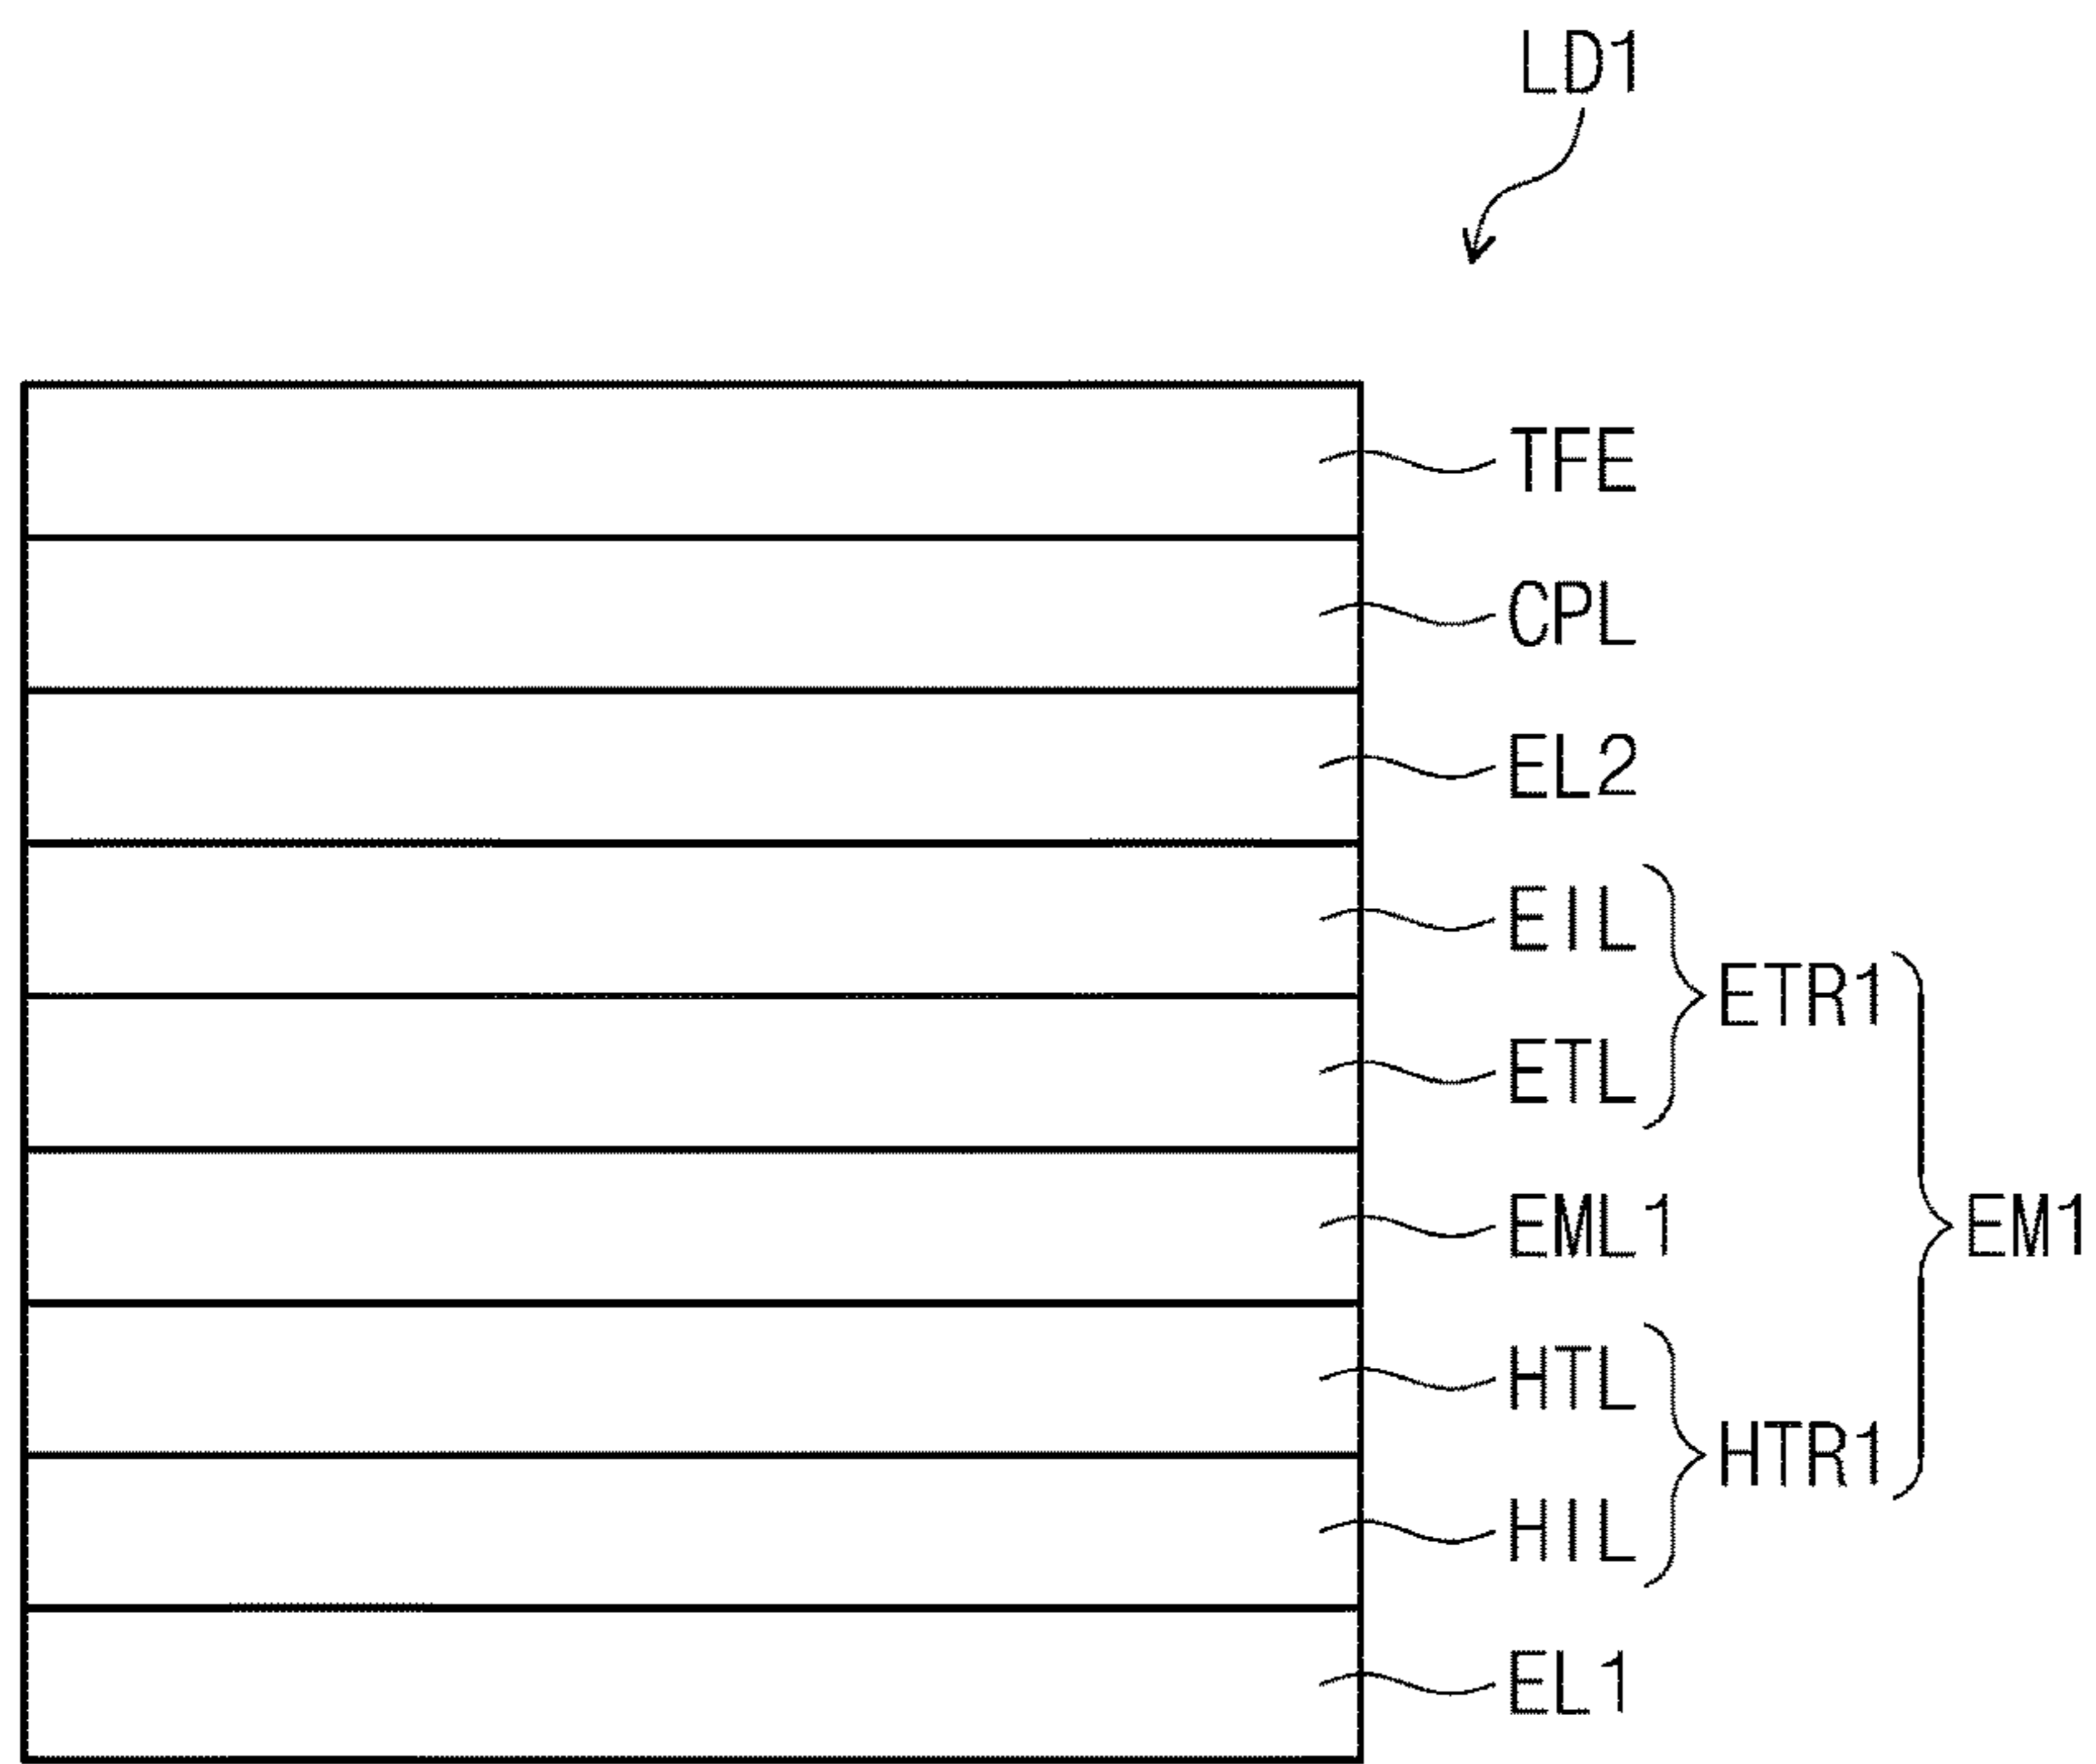 LD1
TFE
CPL
EL2
EIL
ETR1
ETL
EML1
EM1
HTL
HTR1
HIL
EL1